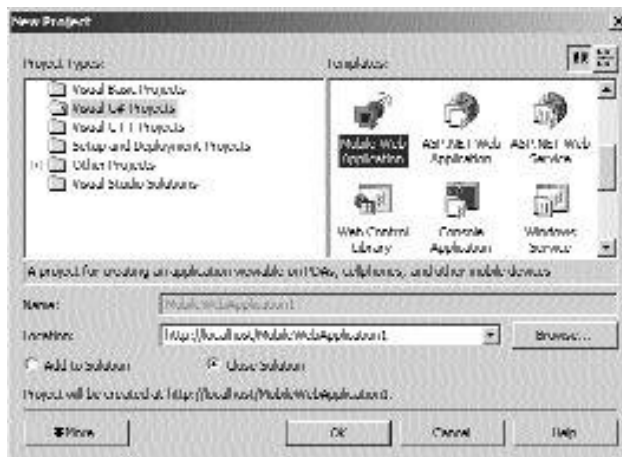 New Project
Project Types:
Templates:
Visual Basic Projects
Visual C# Projects
Visual C++ Projects
Setup and Deployment Projects
Other Projects
Visual Studio Solutions
Mobile Web Application
ASP.NET Web Application
ASP.NET Web Service
Web Control Library
Console Application
Windows Service
A project for creating an application viewable on PDAs, cellphones, and other mobile devices
Name:
MobileWebApplication1
Location:
http://localhost/MobileWebApplication1
Browse...
Add to Solution
Close Solution
Project will be created at http://localhost/MobileWebApplication1.
More
OK
Cancel
Help